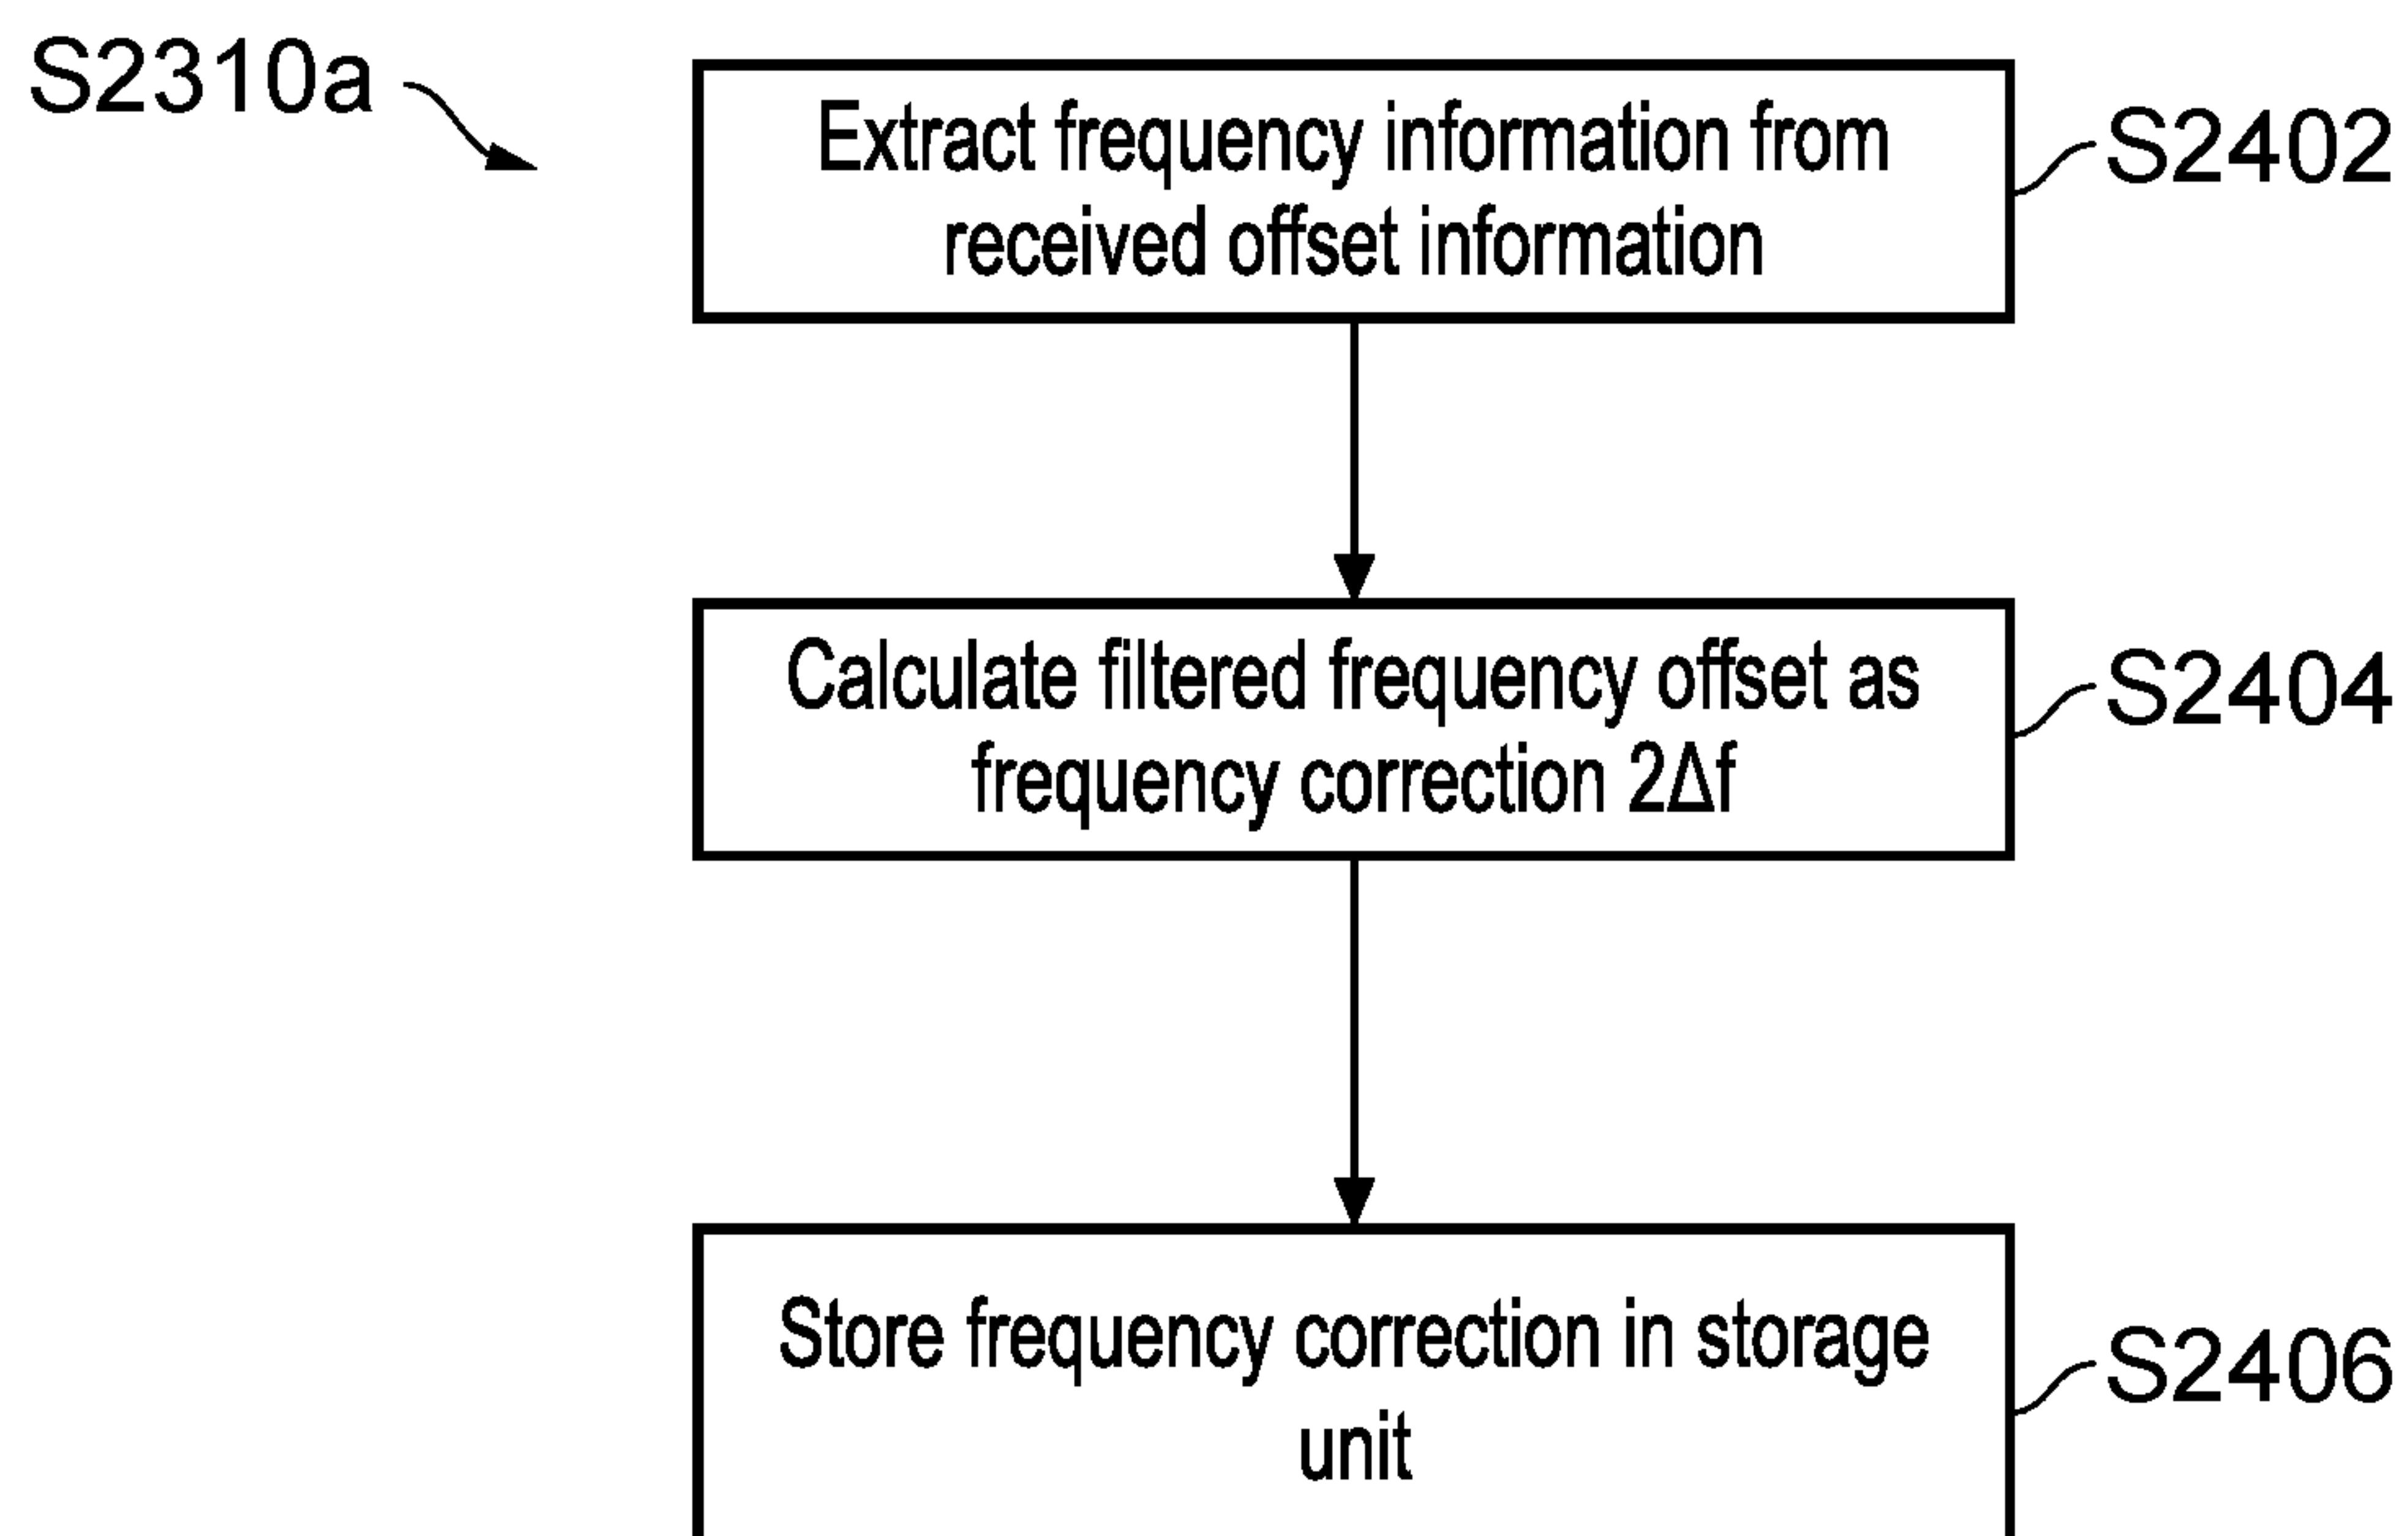 S2310a
Extract frequency information from
received offset information
S2402
Calculate filtered frequency offset as
frequency correction 2Δf
S2404
Store frequency correction in storage
unit
S2406